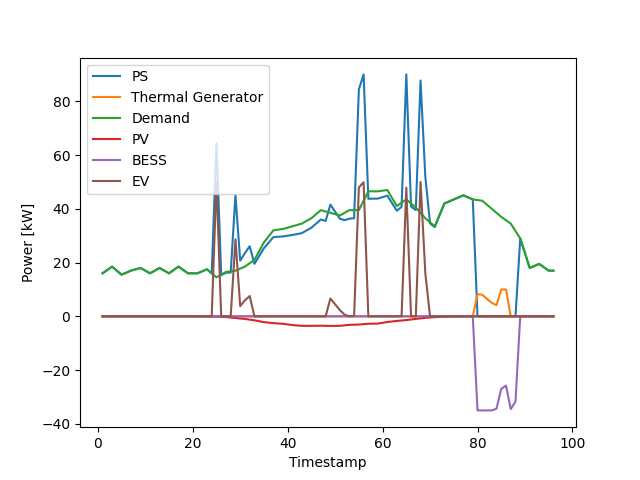 PS
Thermal Generator
Demand
PV
BESS
EV
Power [kW]
80
60
40
20
0
−20
−40
0 20 40 60 80 100
Timestamp